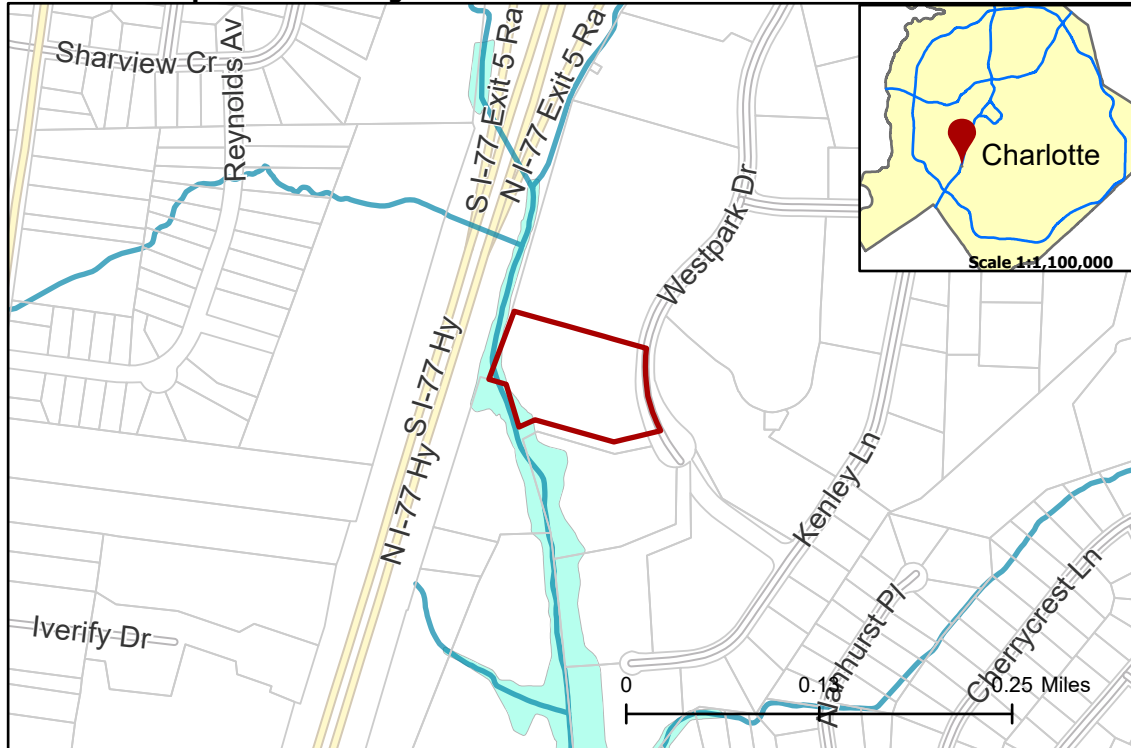 Sharview Cr
Reynolds Av
S I-77 Exit 5 Ra
N I-77 Exit 5 Ra
Charlotte
Scale 1:1,100,000
Westpark Dr
S I-77 Hy
N I-77 Hy
Kenley Ln
Iverify Dr
Cherrycrest Ln
0
0.13
0.25 Miles